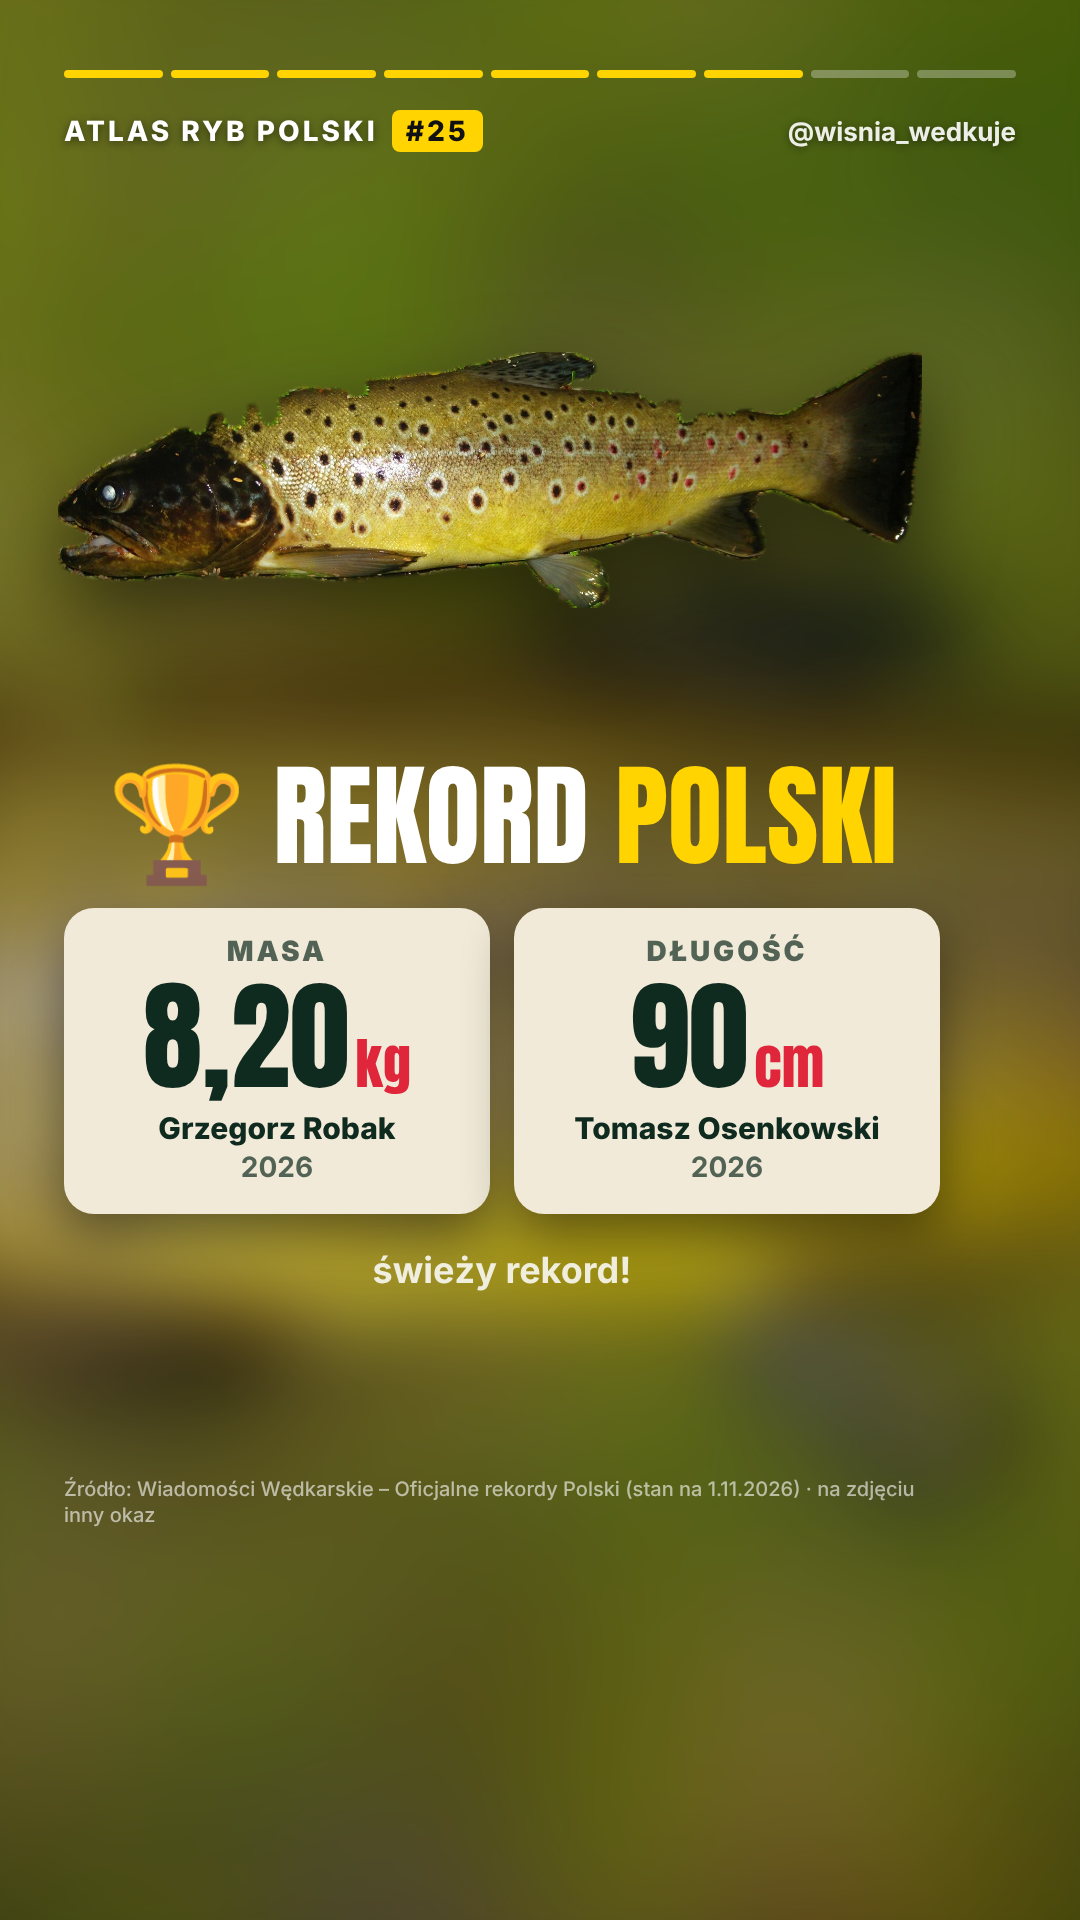 ATLAS RYB POLSKI #25
@wisnia_wedkuje
REKORD POLSKI
MASA
8,20 kg
Grzegorz Robak
2026
DŁUGOŚĆ
90 cm
Tomasz Osenkowski
2026
świeży rekord!
Źródło: Wiadomości Wędkarskie – Oficjalne rekordy Polski (stan na 1.11.2026) · na zdjęciu
inny okaz